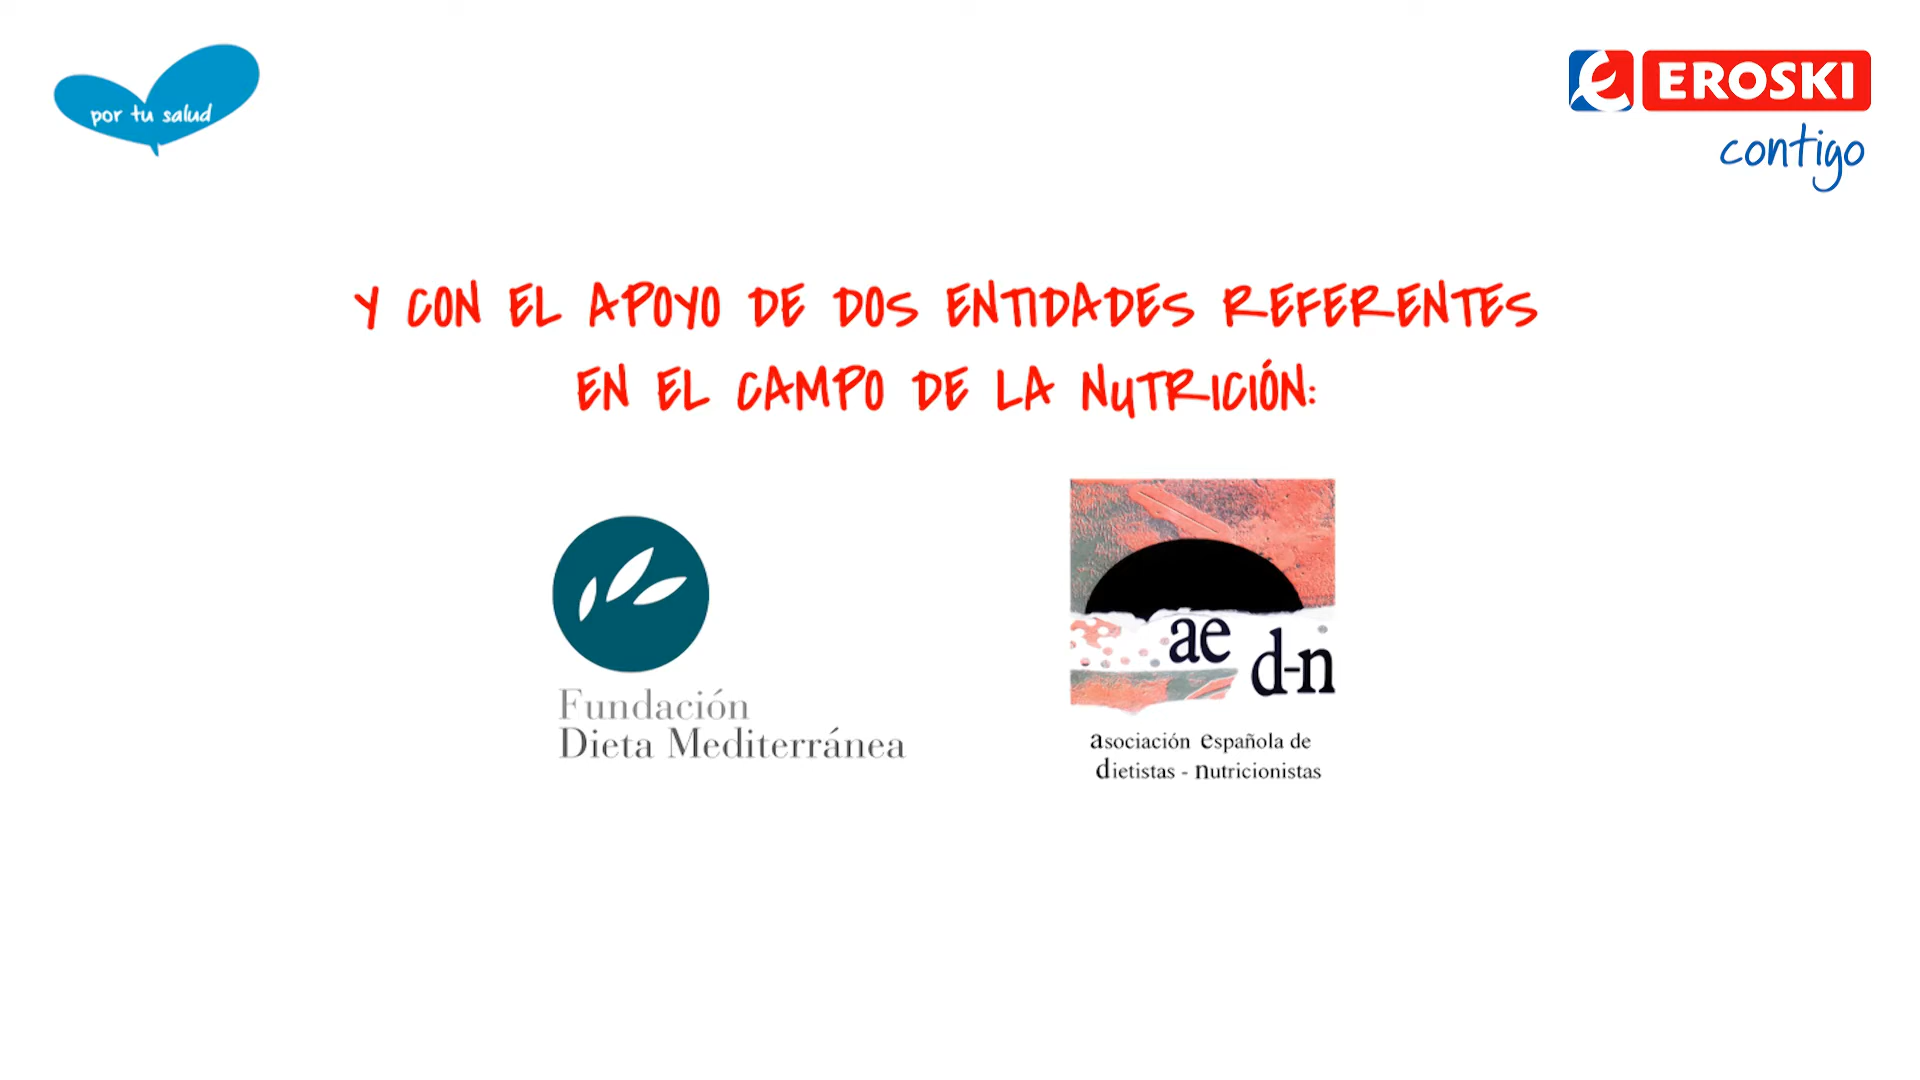 por tu salud
EROSKI
contigo
Y CON EL APOYO DE DOS ENTIDADES REFERENTES
EN EL CAMPO DE LA NUTRICIÓN:
Fundación
Dieta Mediterránea
ae
d-n
asociación española de
dietistas - nutricionistas